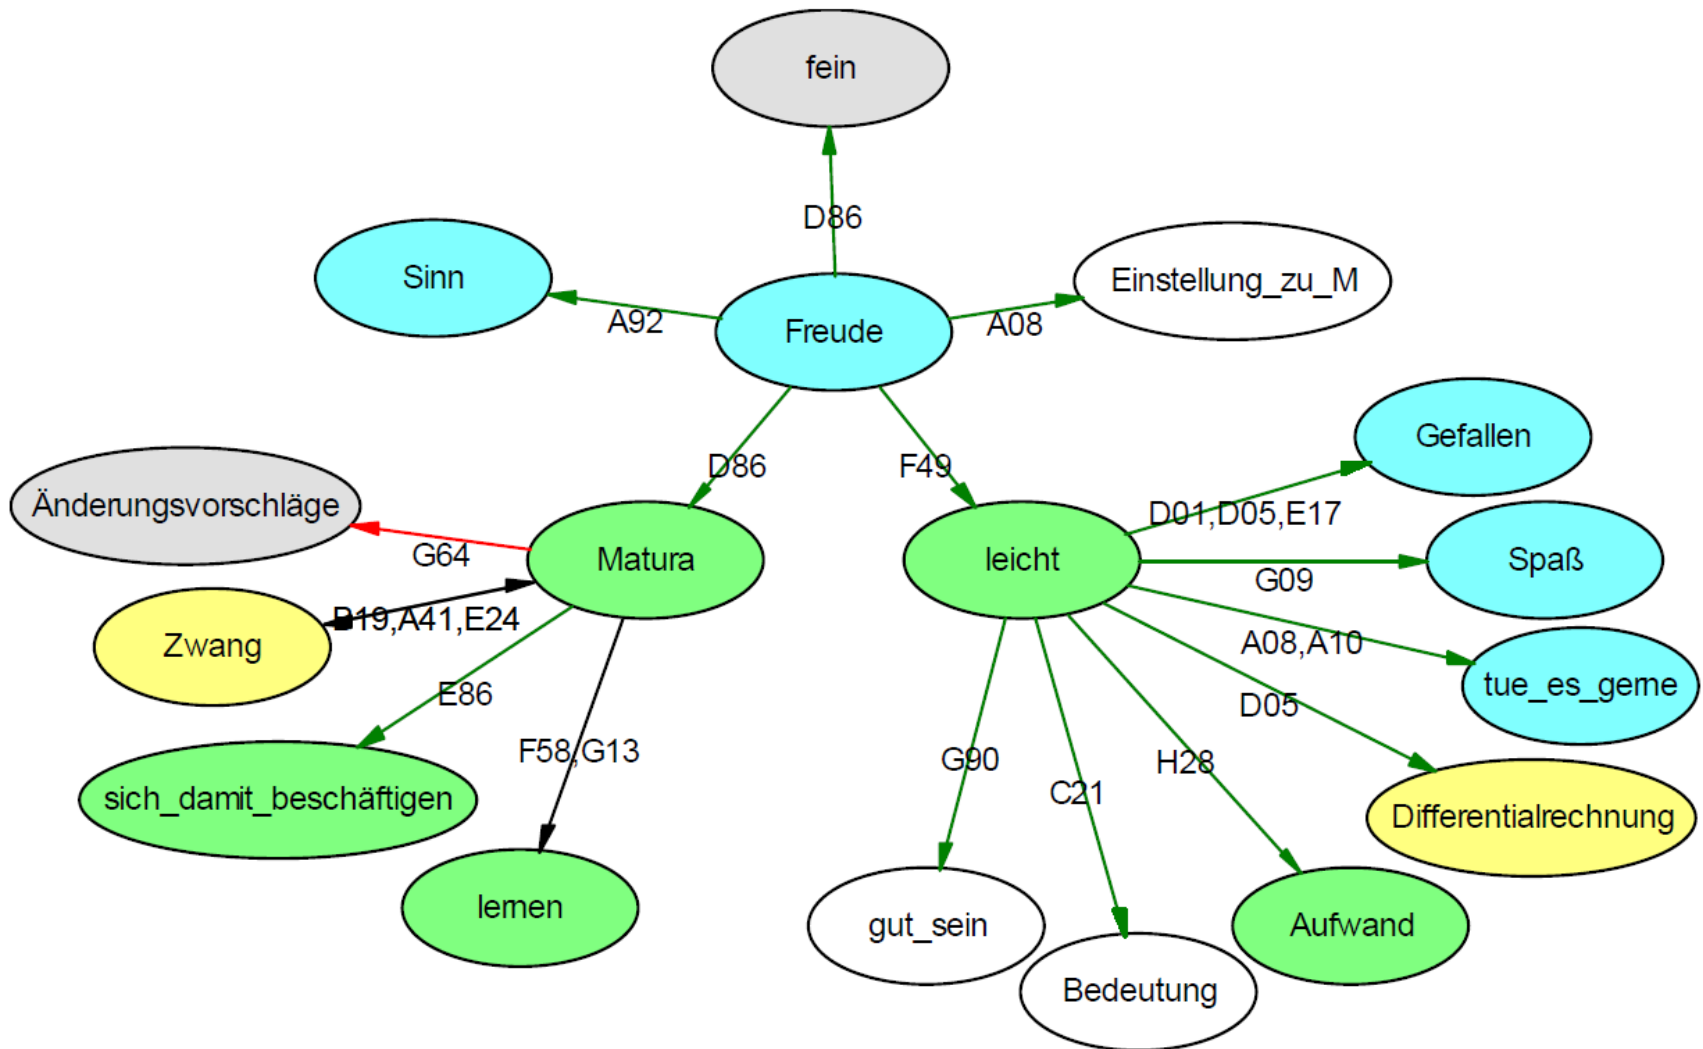 fein
D86
Sinn
Einstellung_zu_M
A92
Freude
A08
Gefallen
D86
F49
Änderungsvorschläge
D01,D05,E17
G64
Matura
leicht
Spaß
G09
B19,A41,E24
Zwang
A08,A10
tue_es_gerne
E86
D05
F58,G13
G90
H28
C21
sich_damit_beschäftigen
Differentialrechnung
lernen
gut_sein
Aufwand
Bedeutung